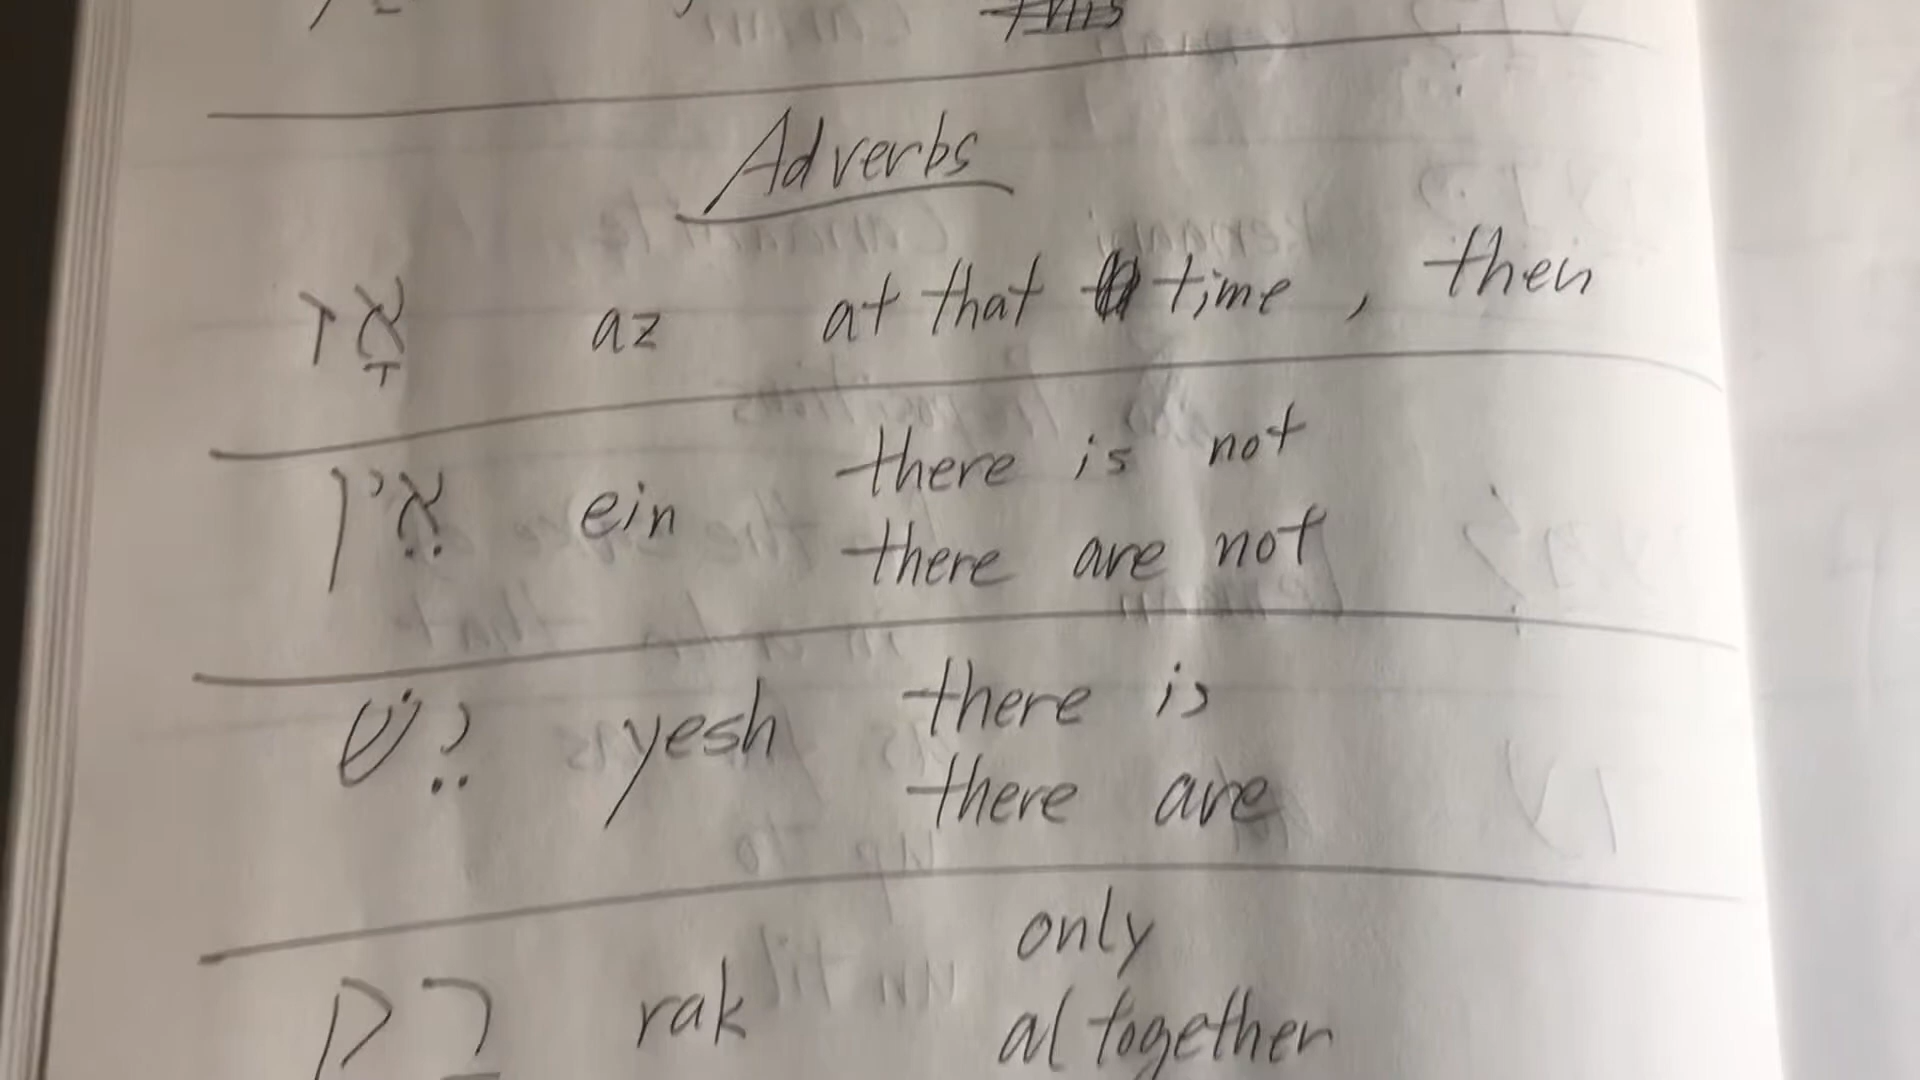 this
Adverbs
אָז az at that time, then
אֵין ein there is not
there are not
יֵשׁ yesh there is
there are
רַק rak only
altogether